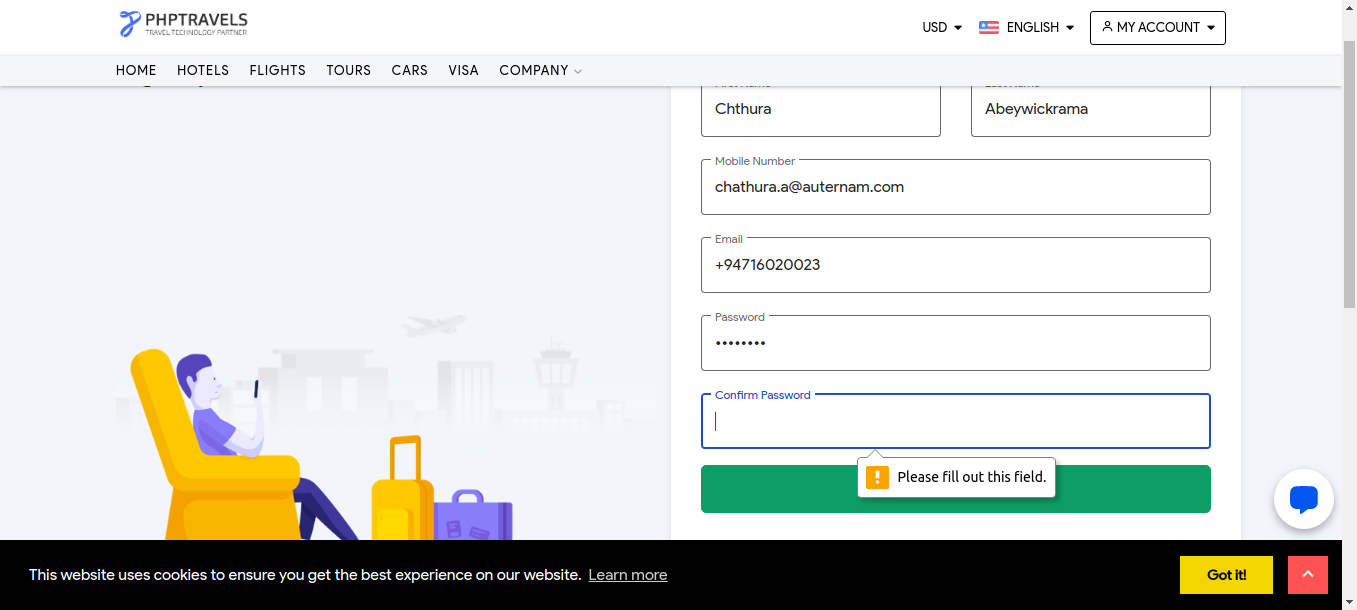 PHPTRAVELS
TRAVEL TECHNOLOGY PARTNER
USD
ENGLISH
MY ACCOUNT
HOME HOTELS FLIGHTS TOURS CARS VISA COMPANY
Chthura
Abeywickrama
Mobile Number
chathura.a@auternam.com
Email
+94716020023
Password
••••••••
Confirm Password
Please fill out this field.
This website uses cookies to ensure you get the best experience on our website. Learn more
Got it!